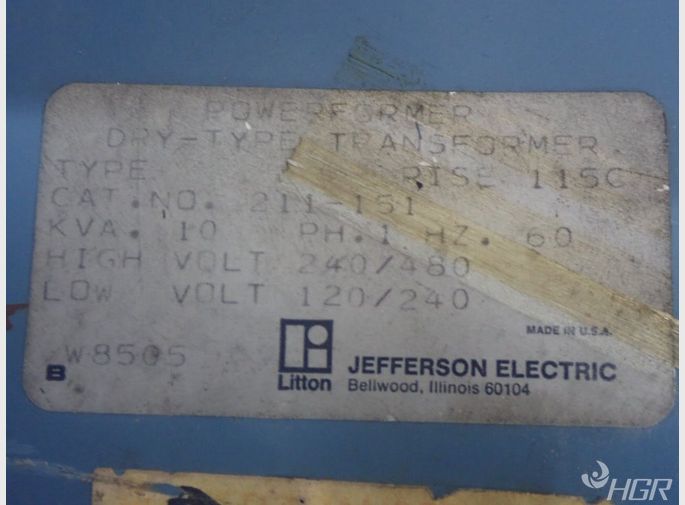 POWERFORMER
DRY-TYPE TRANSFORMER
TYPE RISE 115C
CAT.NO. 211-151
KVA. 10 PH.1 HZ. 60
HIGH VOLT 240/480
LOW VOLT 120/240
MADE IN U.S.A.
W8505
B
Litton
JEFFERSON ELECTRIC
Bellwood, Illinois 60104
HGR